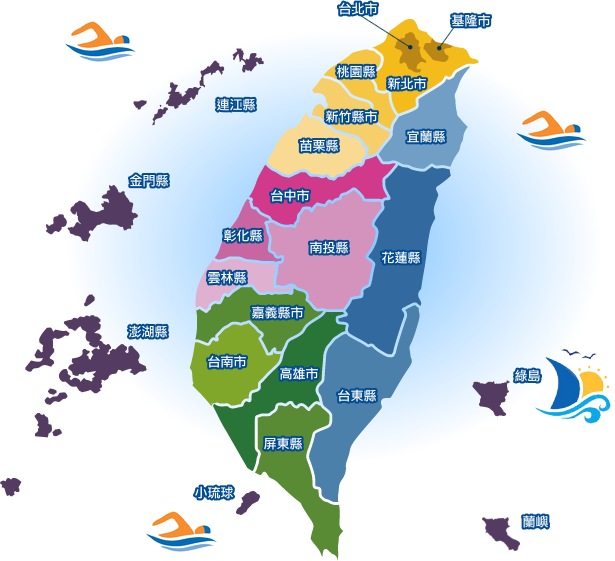 台北市
基隆市
桃園縣
新北市
連江縣
新竹縣市
宜蘭縣
苗栗縣
金門縣
台中市
彰化縣
南投縣
花蓮縣
雲林縣
嘉義縣市
澎湖縣
台南市
高雄市
綠島
台東縣
屏東縣
小琉球
蘭嶼